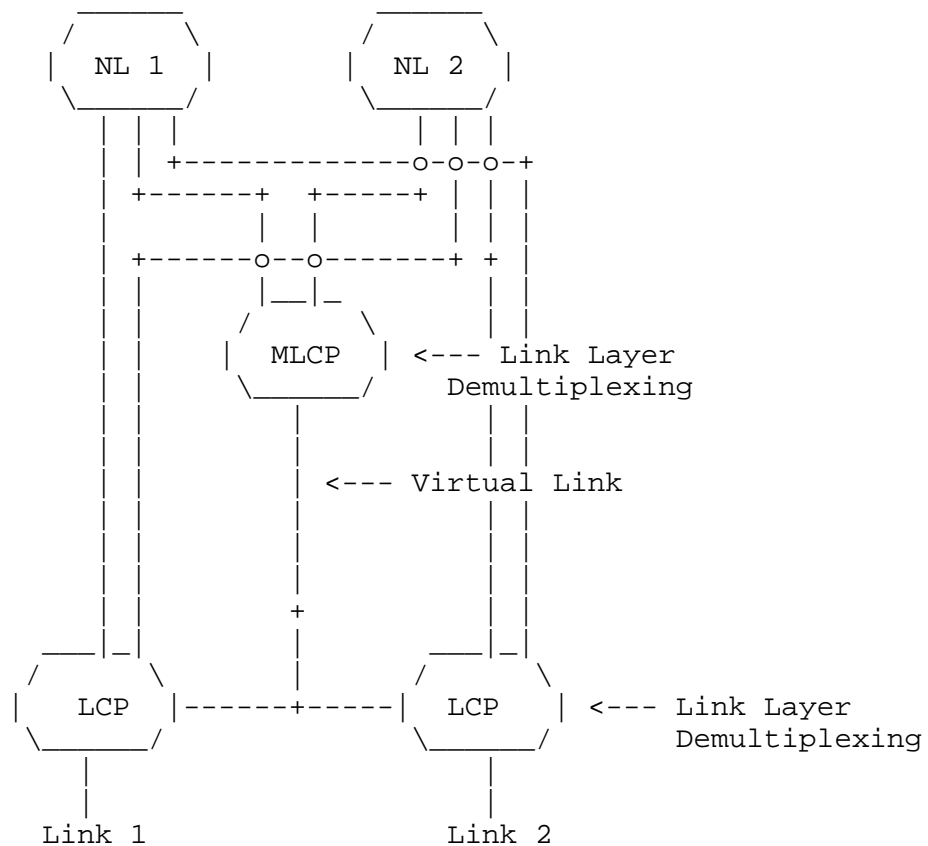 NL 1
NL 2
MLCP
<--- Link Layer
Demultiplexing
<--- Virtual Link
LCP
LCP
<--- Link Layer
Demultiplexing
Link 1
Link 2